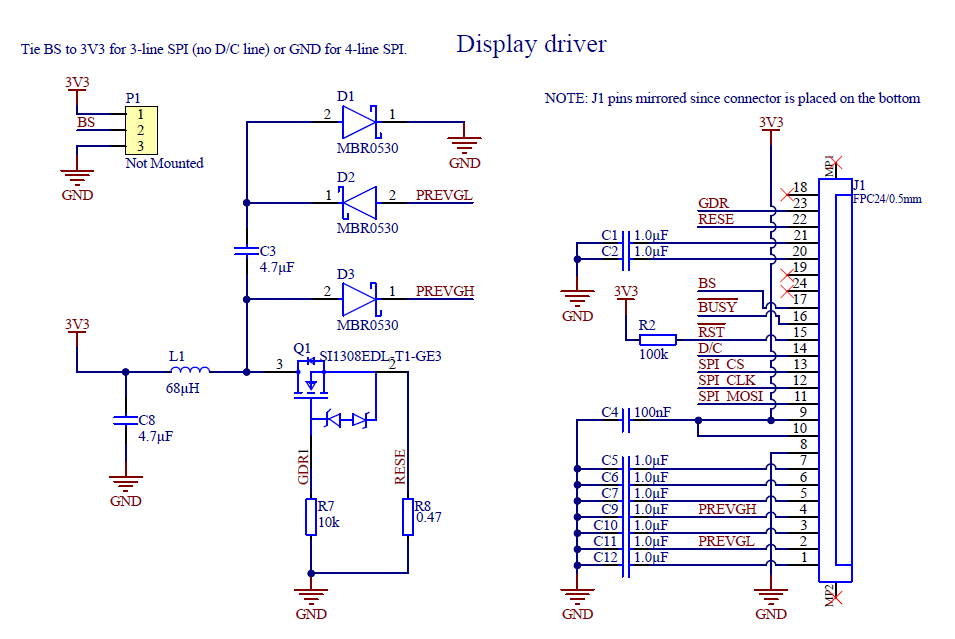 Display driver
Tie BS to 3V3 for 3-line SPI (no D/C line) or GND for 4-line SPI.
NOTE: J1 pins mirrored since connector is placed on the bottom
3V3
P1
BS
1
2
3
Not Mounted
GND
D1
2
1
MBR0530
GND
D2
1
2
PREVGL
MBR0530
C3
4.7µF
D3
2
1
PREVGH
MBR0530
3V3
L1
68µH
C8
4.7µF
GND
Q1
SI1308EDL-T1-GE3
3
2
GDR1
RESE
R7
10k
R8
0.47
GND
3V3
MP1
J1
FPC24/0.5mm
18
GDR 23
RESE 22
C1 1.0µF 21
C2 1.0µF 20
GND
19
24
BS 17
BUSY 16
3V3
R2
100k
RST 15
D/C 14
SPI_CS 13
SPI_CLK 12
SPI_MOSI 11
C4 100nF 9
10
8
C5 1.0µF 7
C6 1.0µF 6
C7 1.0µF 5
C9 1.0µF PREVGH 4
C10 1.0µF 3
C11 1.0µF PREVGL 2
C12 1.0µF 1
MP2
GND
GND